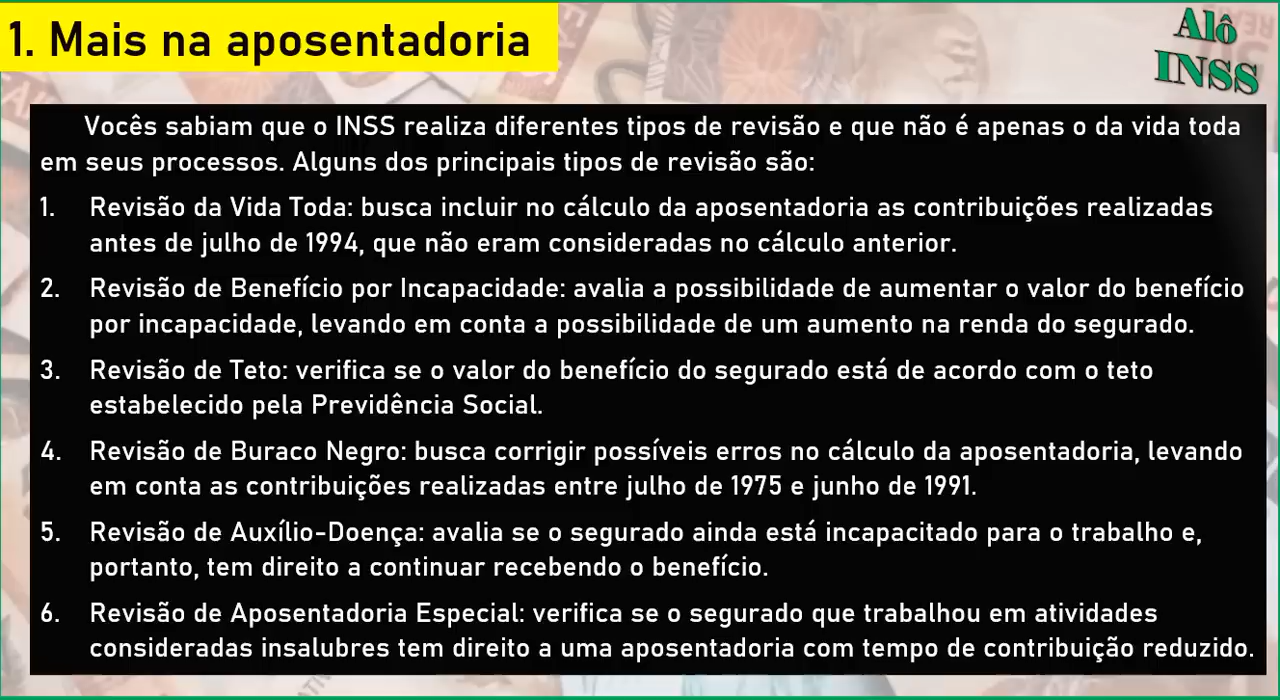 1. Mais na aposentadoria
Alô
INSS
Vocês sabiam que o INSS realiza diferentes tipos de revisão e que não é apenas o da vida toda
em seus processos. Alguns dos principais tipos de revisão são:
1. Revisão da Vida Toda: busca incluir no cálculo da aposentadoria as contribuições realizadas
antes de julho de 1994, que não eram consideradas no cálculo anterior.
2. Revisão de Benefício por Incapacidade: avalia a possibilidade de aumentar o valor do benefício
por incapacidade, levando em conta a possibilidade de um aumento na renda do segurado.
3. Revisão de Teto: verifica se o valor do benefício do segurado está de acordo com o teto
estabelecido pela Previdência Social.
4. Revisão de Buraco Negro: busca corrigir possíveis erros no cálculo da aposentadoria, levando
em conta as contribuições realizadas entre julho de 1975 e junho de 1991.
5. Revisão de Auxílio-Doença: avalia se o segurado ainda está incapacitado para o trabalho e,
portanto, tem direito a continuar recebendo o benefício.
6. Revisão de Aposentadoria Especial: verifica se o segurado que trabalhou em atividades
consideradas insalubres tem direito a uma aposentadoria com tempo de contribuição reduzido.